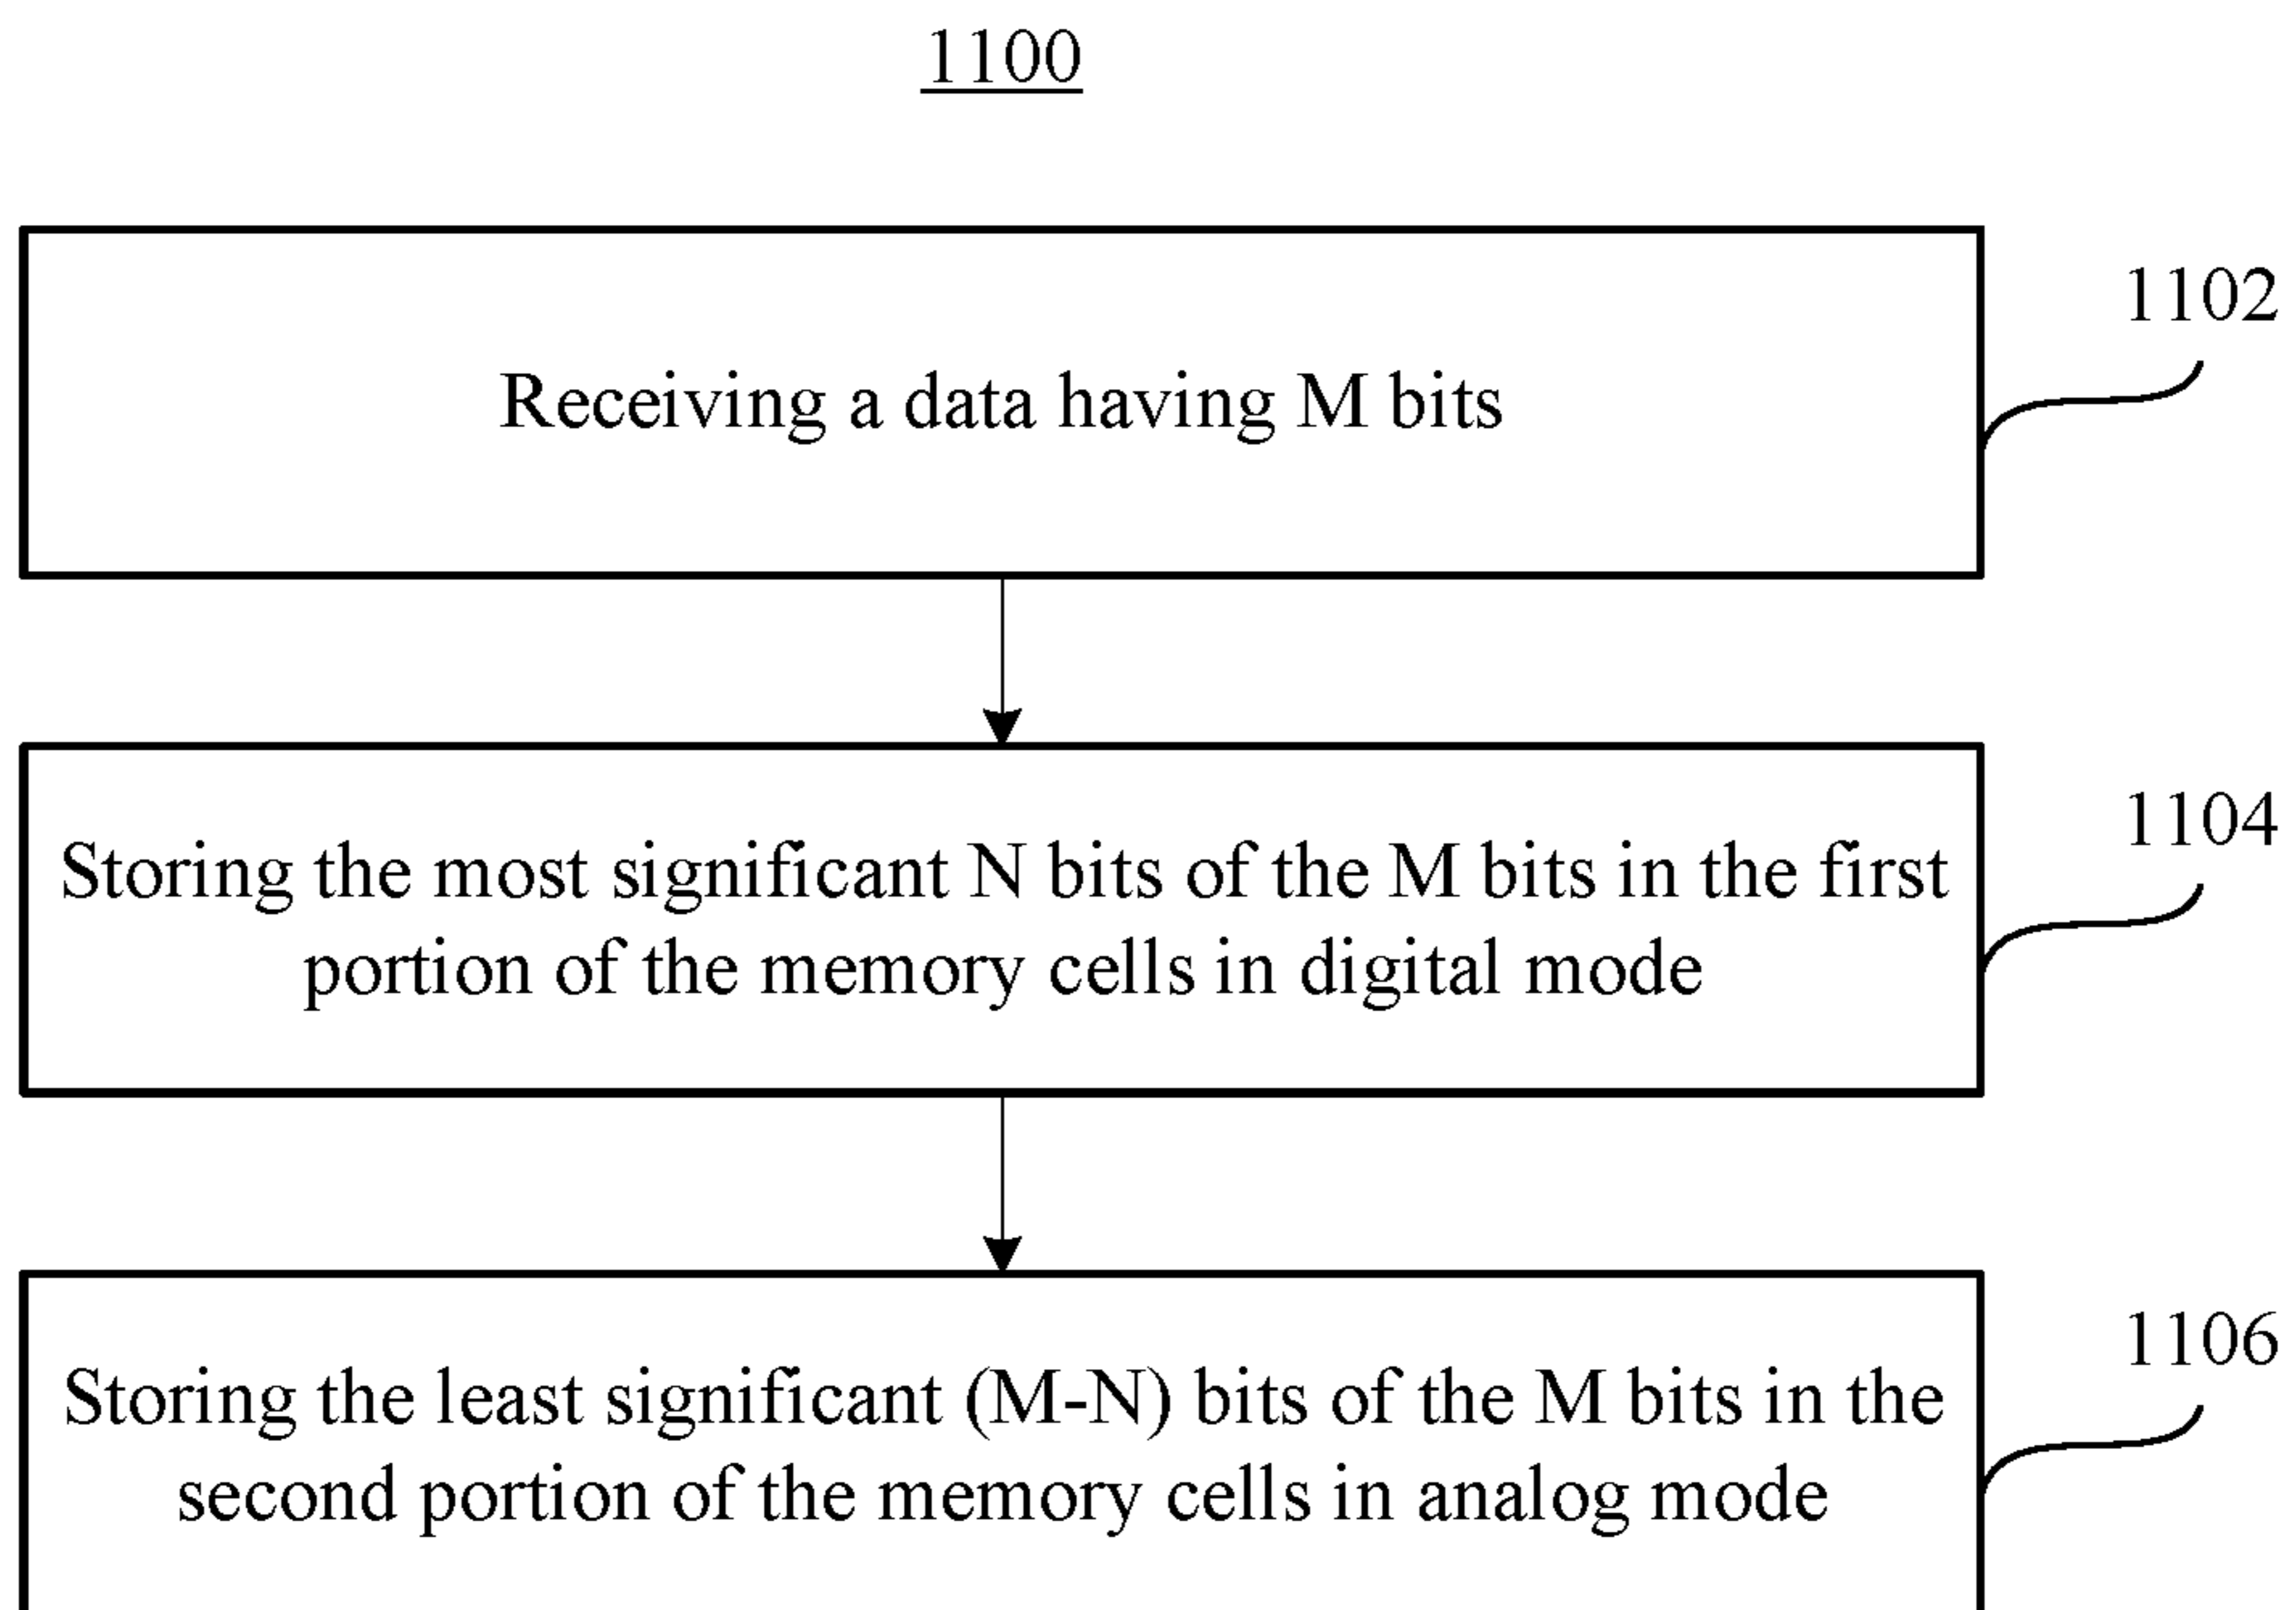 1100
1102
Receiving a data having M bits
1104
Storing the most significant N bits of the M bits in the first
portion of the memory cells in digital mode
1106
Storing the least significant (M-N) bits of the M bits in the
second portion of the memory cells in analog mode